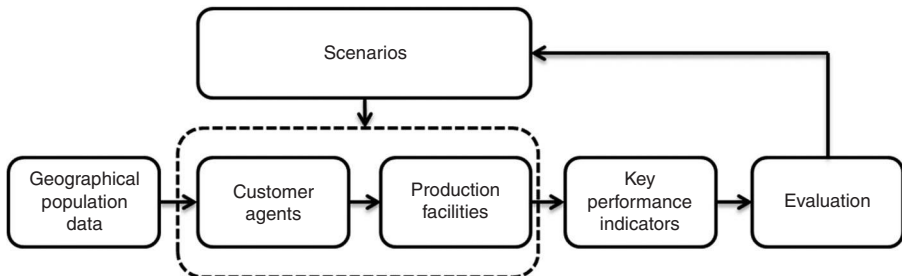 Scenarios
Geographical
population
data
Customer
agents
Production
facilities
Key
performance
indicators
Evaluation